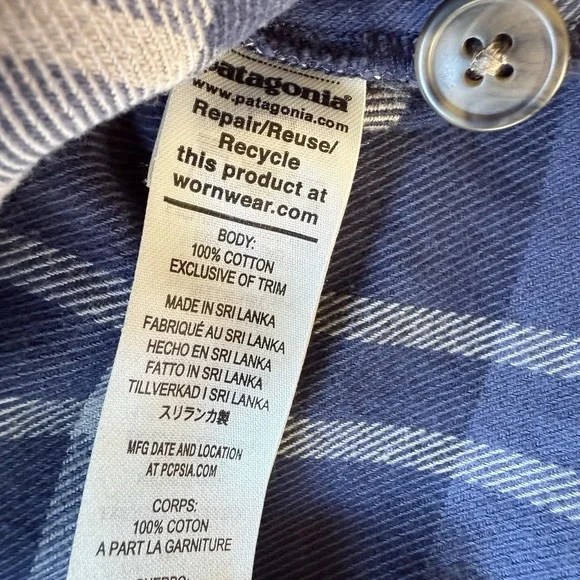 patagonia®
www.patagonia.com
Repair/Reuse/
Recycle
this product at
wornwear.com
BODY:
100% COTTON
EXCLUSIVE OF TRIM
MADE IN SRI LANKA
FABRIQUÉ AU SRI LANKA
HECHO EN SRI LANKA
FATTO IN SRI LANKA
TILLVERKAD I SRI LANKA
スリランカ製
MFG DATE AND LOCATION
AT PCPSIA.COM
CORPS:
100% COTON
A PART LA GARNITURE
CUERPO: